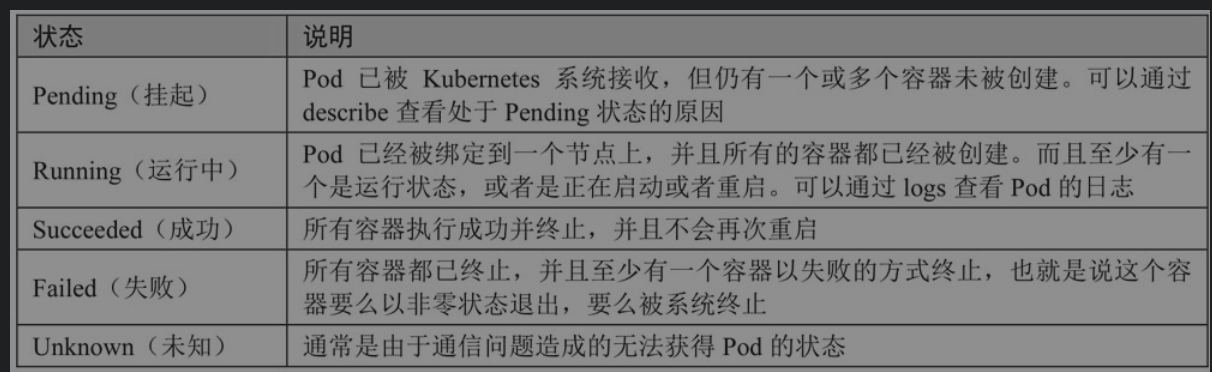 状态 说明
Pending（挂起） Pod 已被 Kubernetes 系统接收，但仍有一个或多个容器未被创建。可以通过
describe 查看处于 Pending 状态的原因
Running（运行中） Pod 已经被绑定到一个节点上，并且所有的容器都已经被创建。而且至少有一
个是运行状态，或者是正在启动或者重启。可以通过 logs 查看 Pod 的日志
Succeeded（成功） 所有容器执行成功并终止，并且不会再次重启
Failed（失败） 所有容器都已终止，并且至少有一个容器以失败的方式终止，也就是说这个容
器要么以非零状态退出，要么被系统终止
Unknown（未知） 通常是由于通信问题造成的无法获得 Pod 的状态